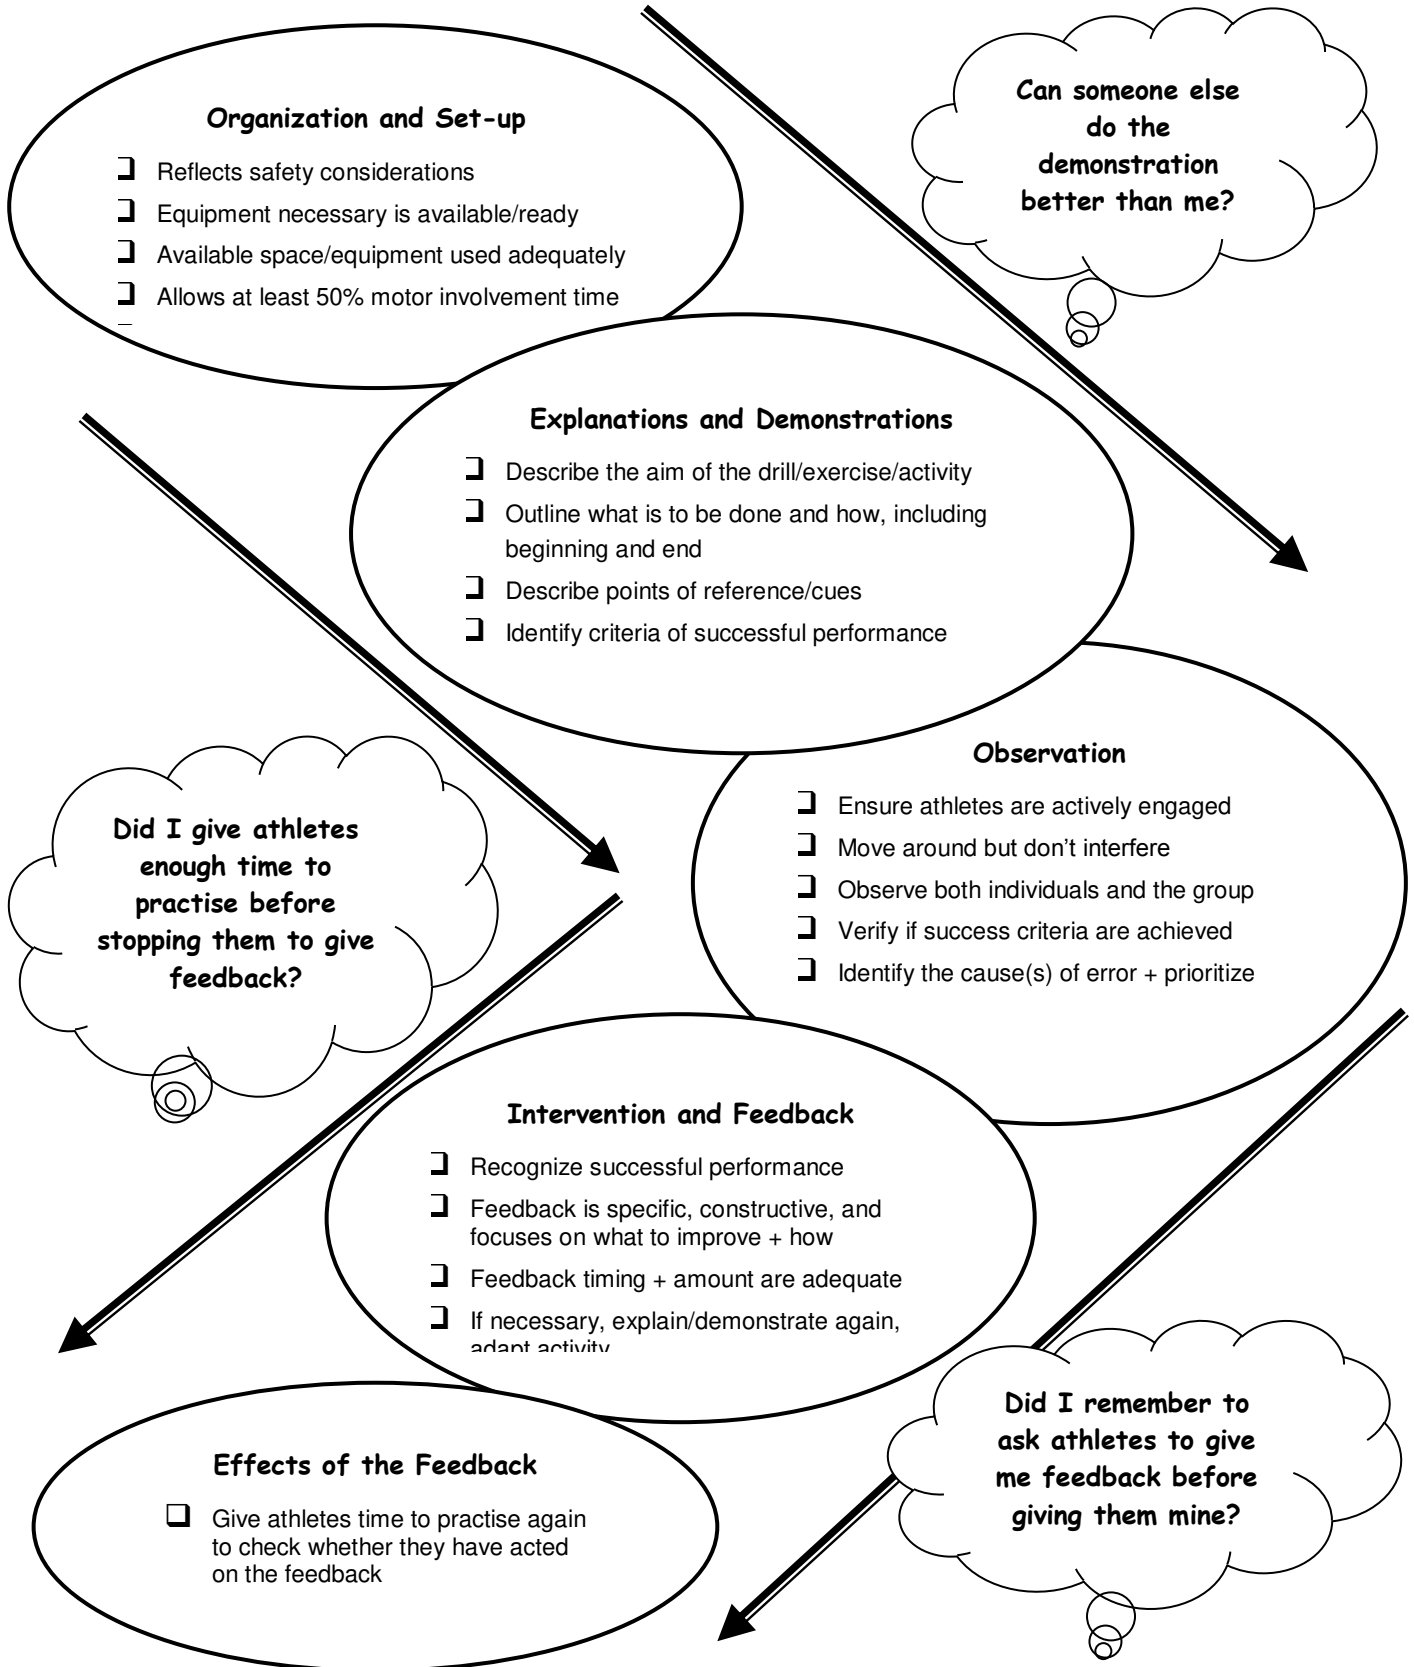 Organization and Set-up
Reflects safety considerations
Equipment necessary is available/ready
Available space/equipment used adequately
Allows at least 50% motor involvement time
Can someone else
do the
demonstration
better than me?
Explanations and Demonstrations
Describe the aim of the drill/exercise/activity
Outline what is to be done and how, including
beginning and end
Describe points of reference/cues
Identify criteria of successful performance
Observation
Ensure athletes are actively engaged
Move around but don't interfere
Observe both individuals and the group
Verify if success criteria are achieved
Identify the cause(s) of error + prioritize
Did I give athletes
enough time to
practise before
stopping them to give
feedback?
Intervention and Feedback
Recognize successful performance
Feedback is specific, constructive, and
focuses on what to improve + how
Feedback timing + amount are adequate
If necessary, explain/demonstrate again,
adapt activity
Did I remember to
ask athletes to give
me feedback before
giving them mine?
Effects of the Feedback
Give athletes time to practise again
to check whether they have acted
on the feedback